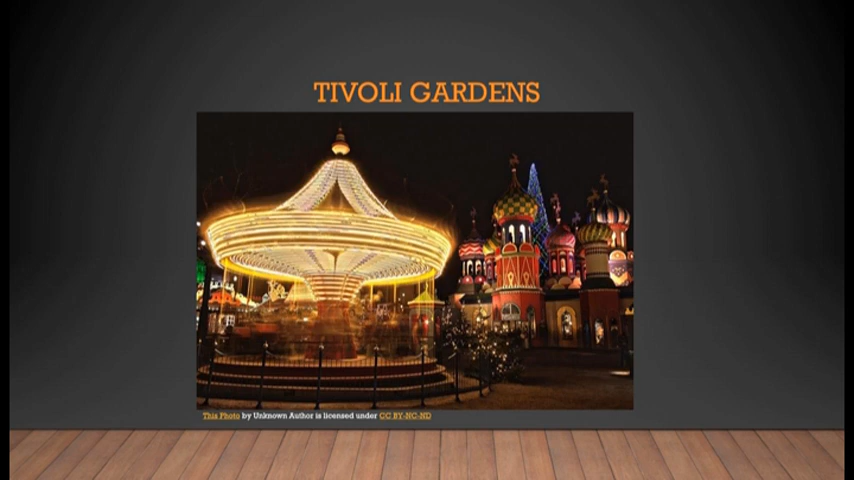 TIVOLI GARDENS
This Photo by Unknown Author is licensed under CC BY-NC-ND